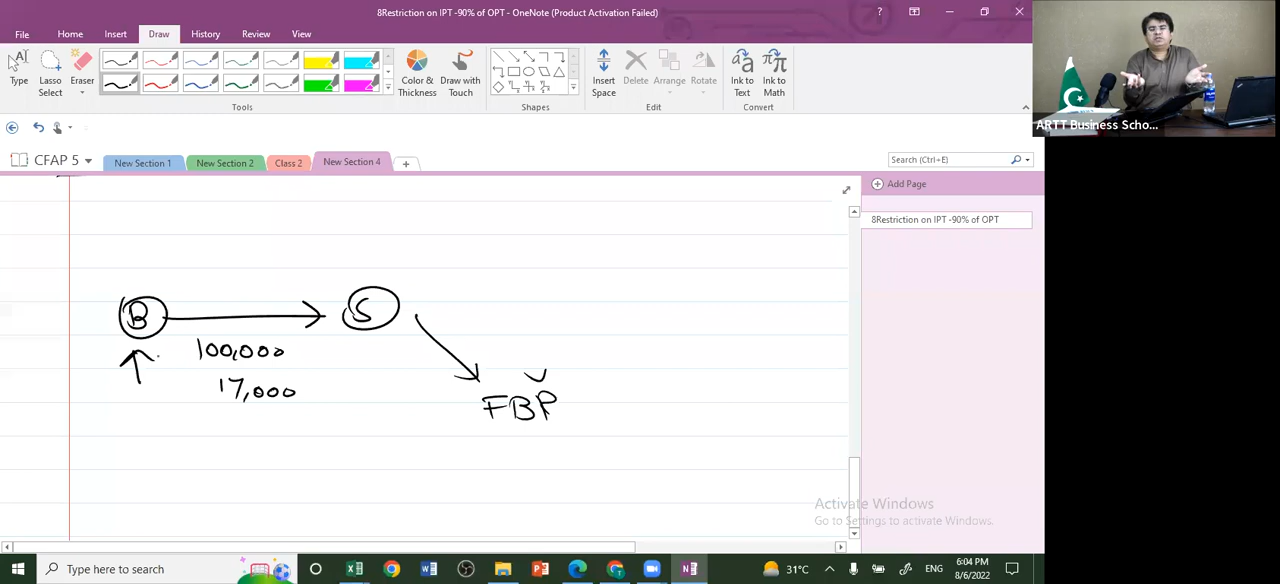 8Restriction on IPT -90% of OPT - OneNote (Product Activation Failed)
?
File Home Insert Draw History Review View
Type
Lasso Select
Eraser
Color & Thickness
Draw with Touch
Insert Space
Delete
Arrange
Rotate
Ink to Text
Ink to Math
Tools
Shapes
Edit
Convert
ARTT Business Scho...
CFAP 5
New Section 1
New Section 2
Class 2
New Section 4
Search (Ctrl+E)
Add Page
8Restriction on IPT -90% of OPT
B
S
100,000
17,000
FBR
Activate Windows
Go to Settings to activate Windows.
Type here to search
31°C
ENG
6:04 PM
8/6/2022